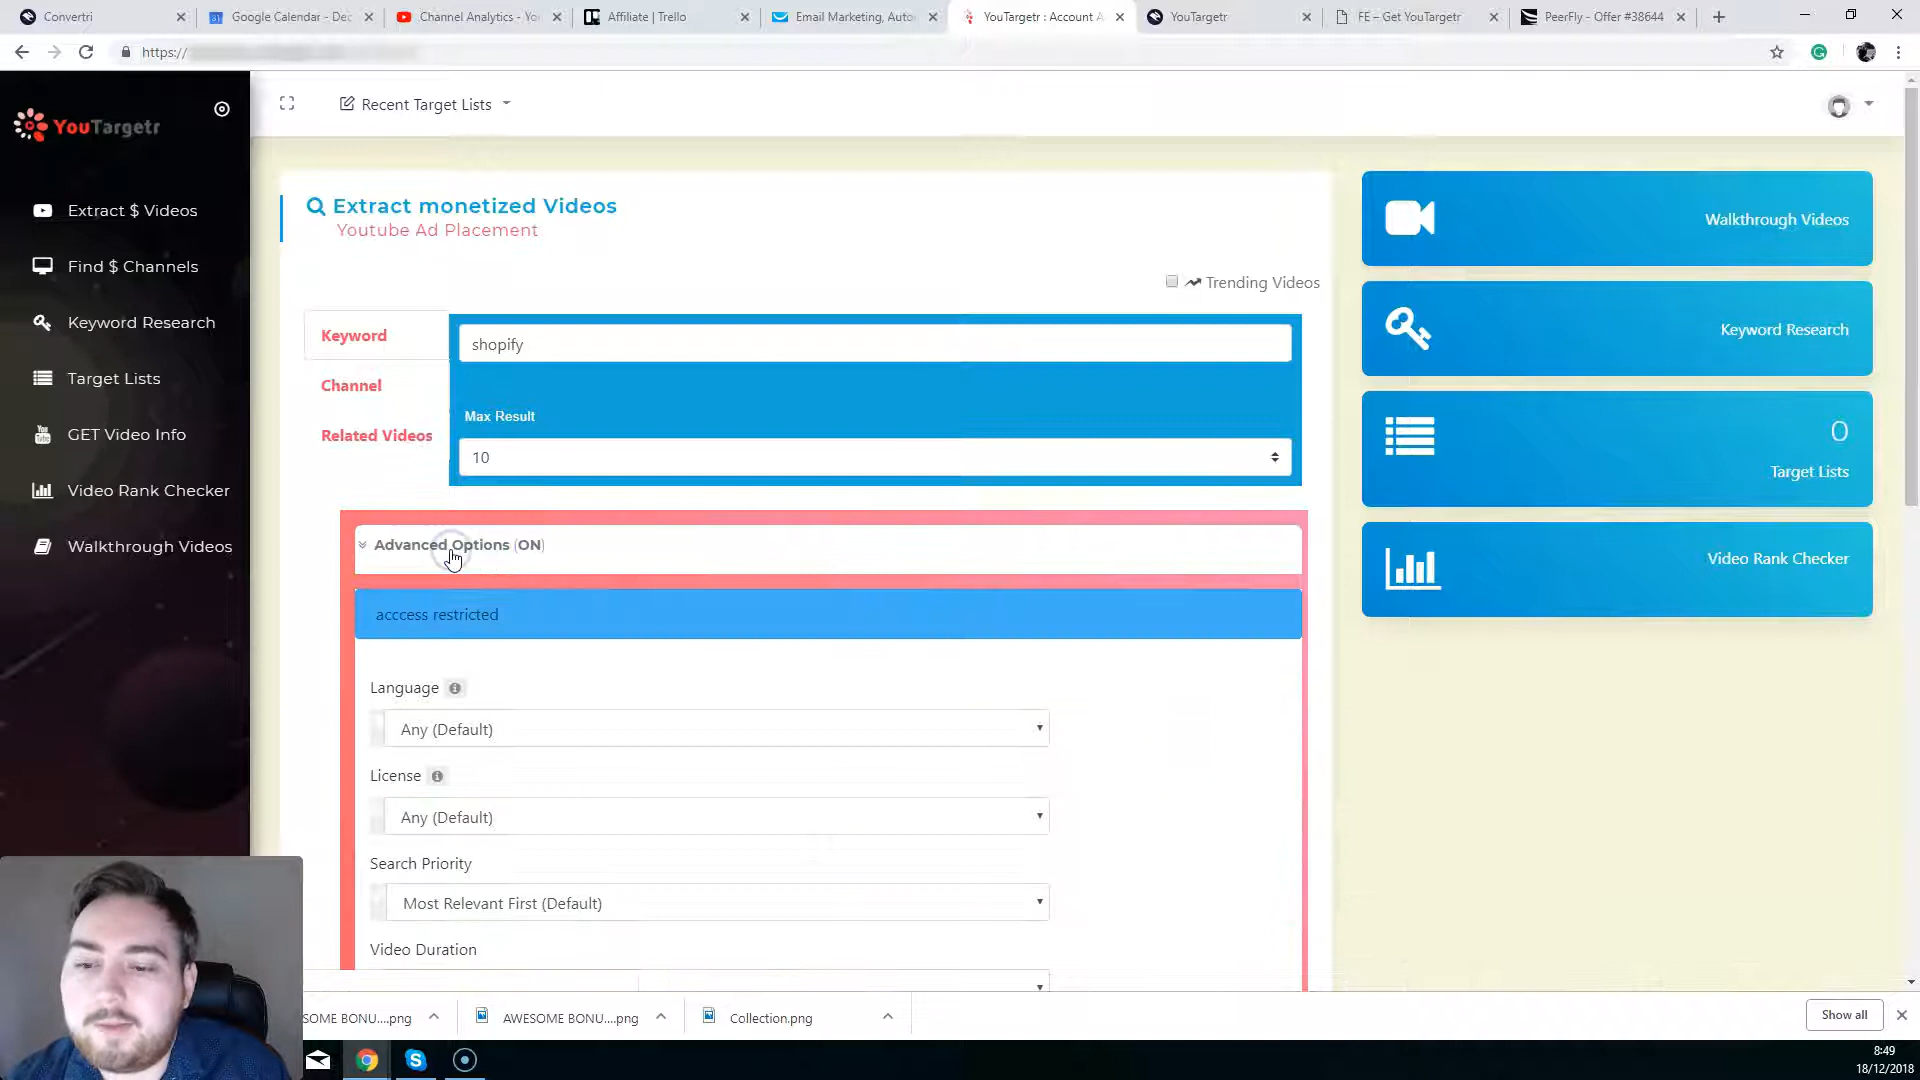 Convertri
Google Calendar - Dec
Channel Analytics - Yo
Affiliate | Trello
Email Marketing, Auto
YouTargetr : Account A
YouTargetr
FE – Get YouTargetr
PeerFly - Offer #38644
https://
YouTargetr
Recent Target Lists
Extract $ Videos
Find $ Channels
Keyword Research
Target Lists
GET Video Info
Video Rank Checker
Walkthrough Videos
Extract monetized Videos
Youtube Ad Placement
Trending Videos
Keyword
shopify
Channel
Max Result
Related Videos
10
Advanced Options (ON)
acccess restricted
Language
Any (Default)
License
Any (Default)
Search Priority
Most Relevant First (Default)
Video Duration
Walkthrough Videos
Keyword Research
0
Target Lists
Video Rank Checker
SOME BONU....png
AWESOME BONU....png
Collection.png
Show all
8:49
18/12/2018